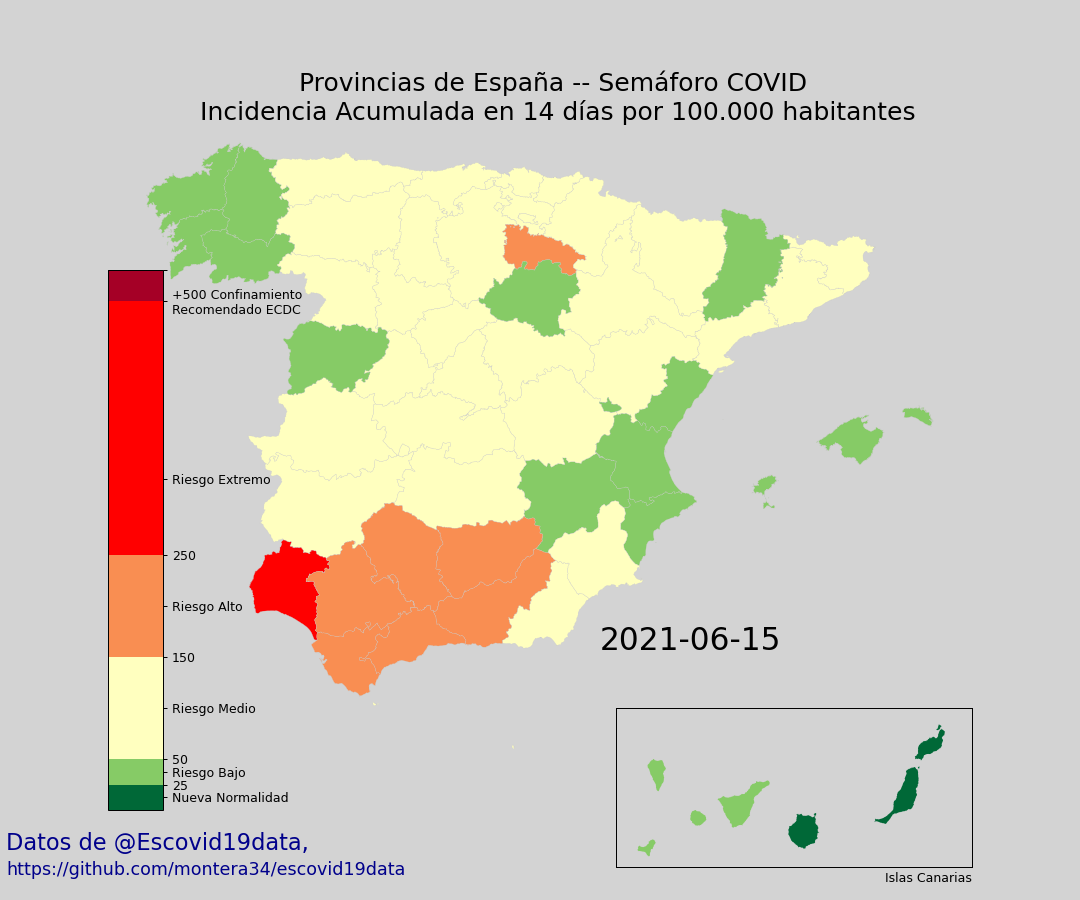 Provincias de España -- Semáforo COVID
Incidencia Acumulada en 14 días por 100.000 habitantes
+500 Confinamiento
Recomendado ECDC
Riesgo Extremo
250
Riesgo Alto
150
Riesgo Medio
50
Riesgo Bajo
25
Nueva Normalidad
2021-06-15
Islas Canarias
Datos de @Escovid19data,
https://github.com/montera34/escovid19data